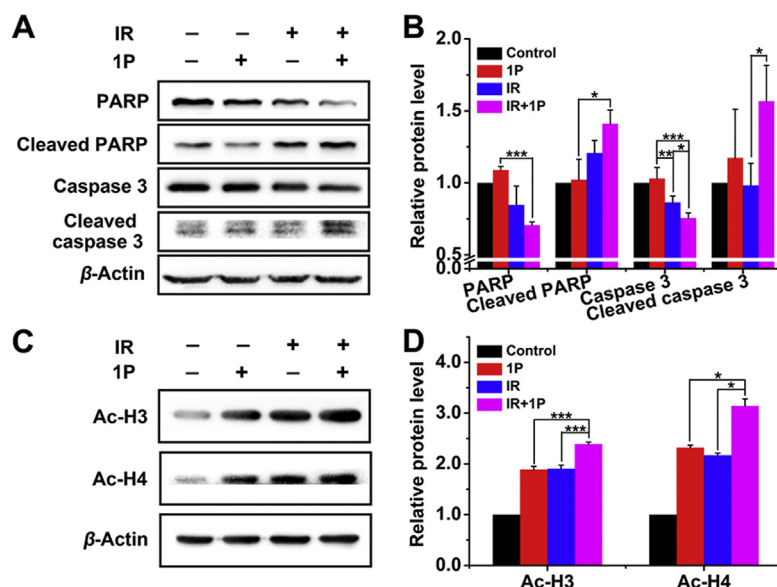 A
IR – – + +
1P – + – +
PARP
Cleaved PARP
Caspase 3
Cleaved
caspase 3
β-Actin
B
Relative protein level
2.0
1.5
1.0
0.5
0.0
Control
1P
IR
IR+1P
***
*
***
**
*
*
PARP
Cleaved PARP
Caspase 3
Cleaved caspase 3
C
IR – – + +
1P – + – +
Ac-H3
Ac-H4
β-Actin
D
Relative protein level
4.0
3.0
2.0
1.0
0.0
Control
1P
IR
IR+1P
***
***
*
*
Ac-H3
Ac-H4